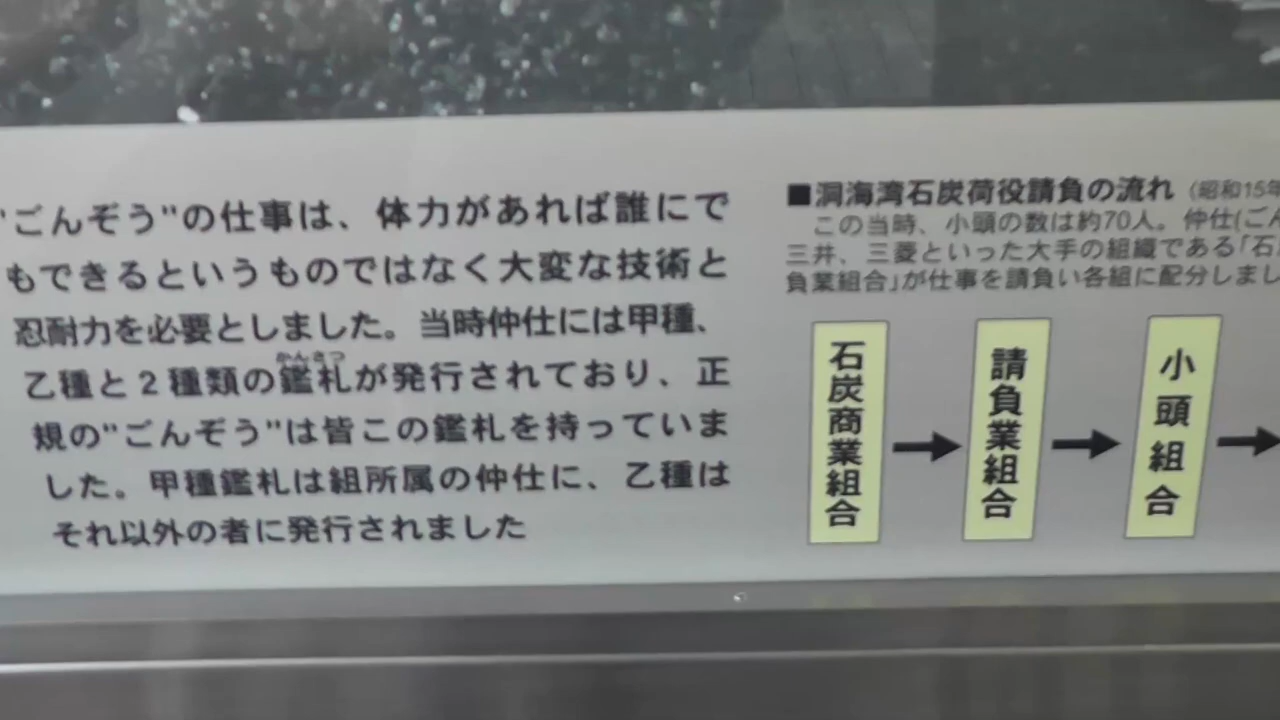 "ごんぞう"の仕事は、体力があれば誰にで
もできるというものではなく大変な技術と
忍耐力を必要としました。当時仲仕には甲種、
かんさつ
乙種と2種類の鑑札が発行されており、正
規の"ごんぞう"は皆この鑑札を持っていま
した。甲種鑑札は組所属の仲仕に、乙種は
それ以外の者に発行されました
■洞海湾石炭荷役請負の流れ（昭和15年
この当時、小頭の数は約70人。仲仕(ごん
三井、三菱といった大手の組織である「石
負業組合」が仕事を請負い各組に配分しまし
石炭商業組合
請負業組合
小頭組合